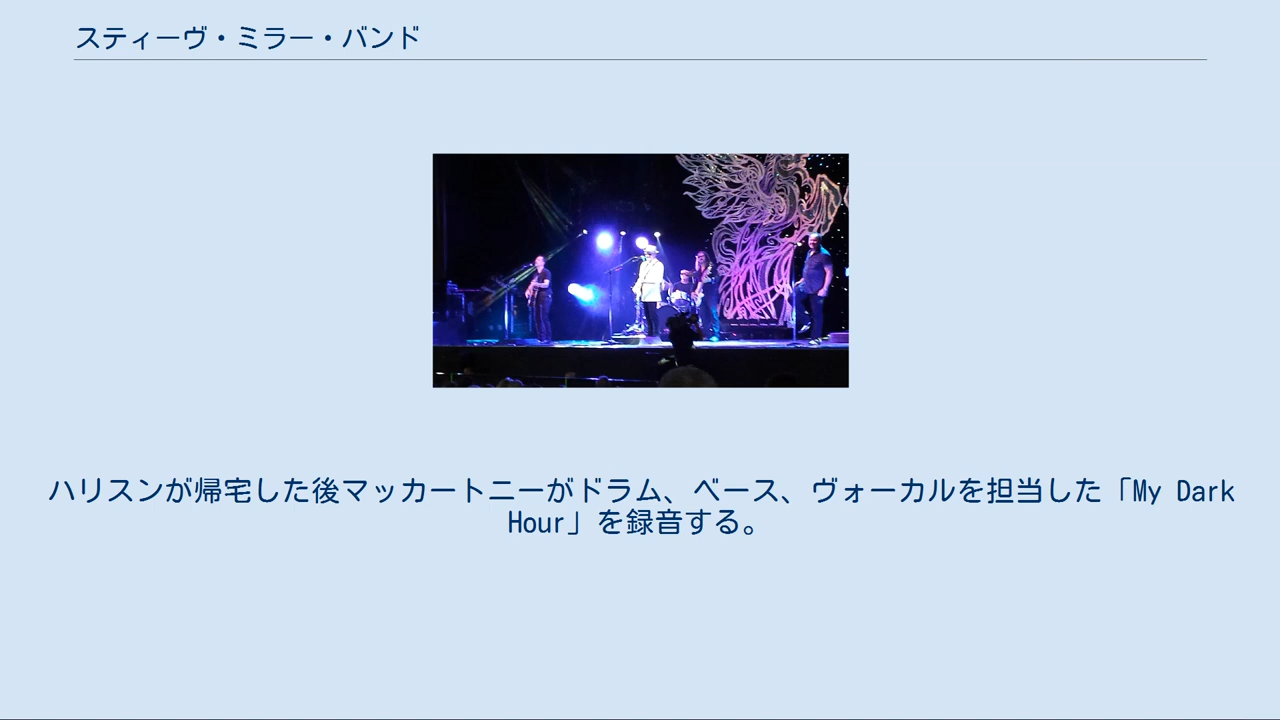 スティーヴ・ミラー・バンド
ハリスンが帰宅した後マッカートニーがドラム、ベース、ヴォーカルを担当した「My Dark
Hour」を録音する。